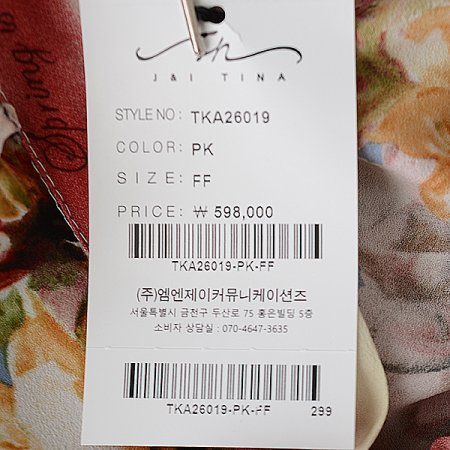 Spring a
J & I TINA
STYLE NO : TKA26019
COLOR: PK
SIZE: FF
PRICE: ₩ 598,000
TKA26019-PK-FF
(주)엠엔제이커뮤니케이션즈
서울특별시 금천구 두산로 75 홍은빌딩 5층
소비자 상담실 : 070-4647-3635
TKA26019-PK-FF 299